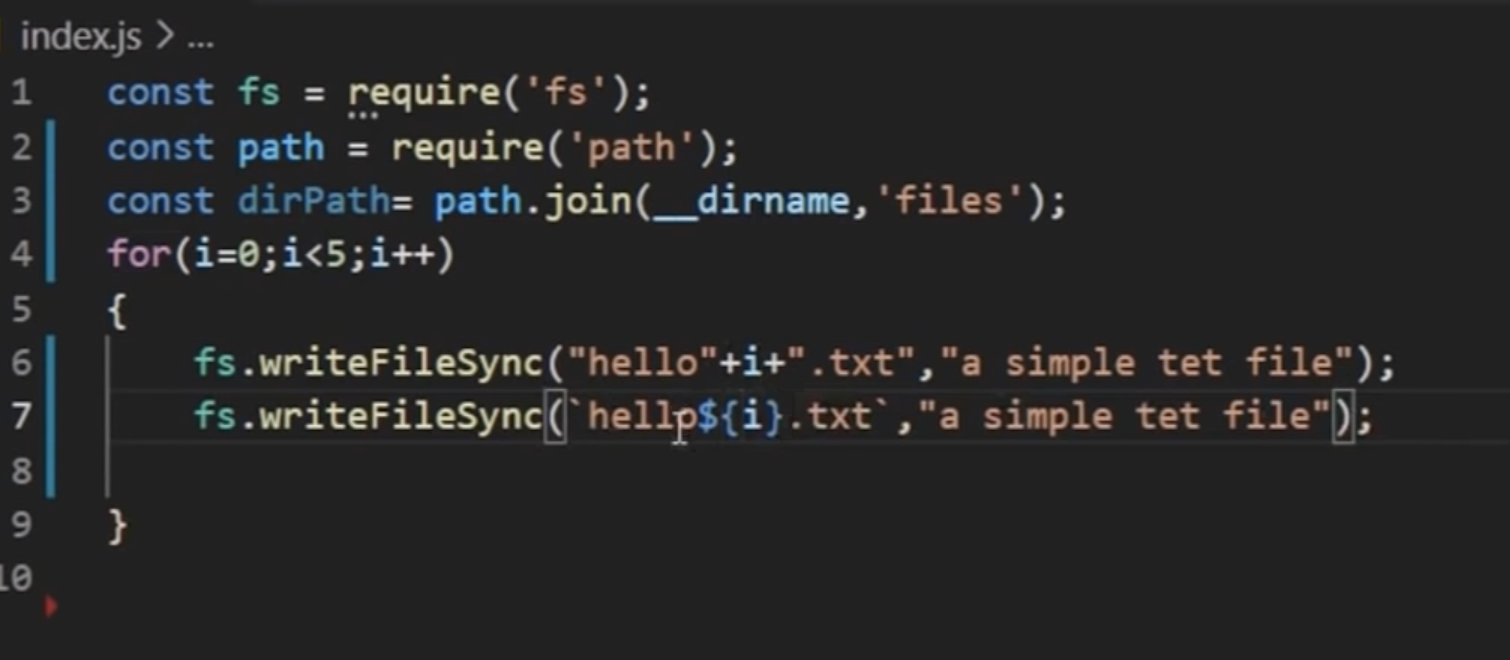 index.js > ...
1 const fs = require('fs');
2 const path = require('path');
3 const dirPath= path.join(__dirname,'files');
4 for(i=0;i<5;i++)
5 {
6 fs.writeFileSync("hello"+i+".txt","a simple tet file");
7 fs.writeFileSync(`hello${i}.txt`,"a simple tet file");
8
9 }
10